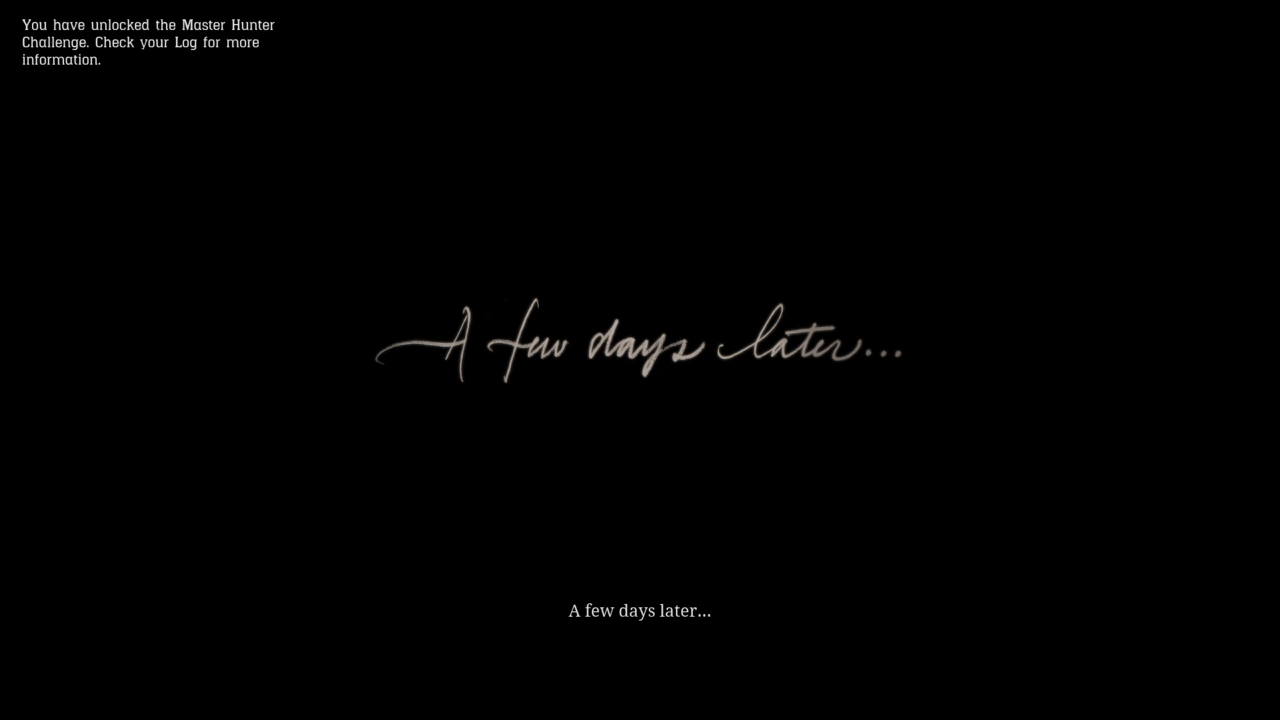 You have unlocked the Master Hunter
Challenge. Check your Log for more
information.
A few days later...
A few days later...